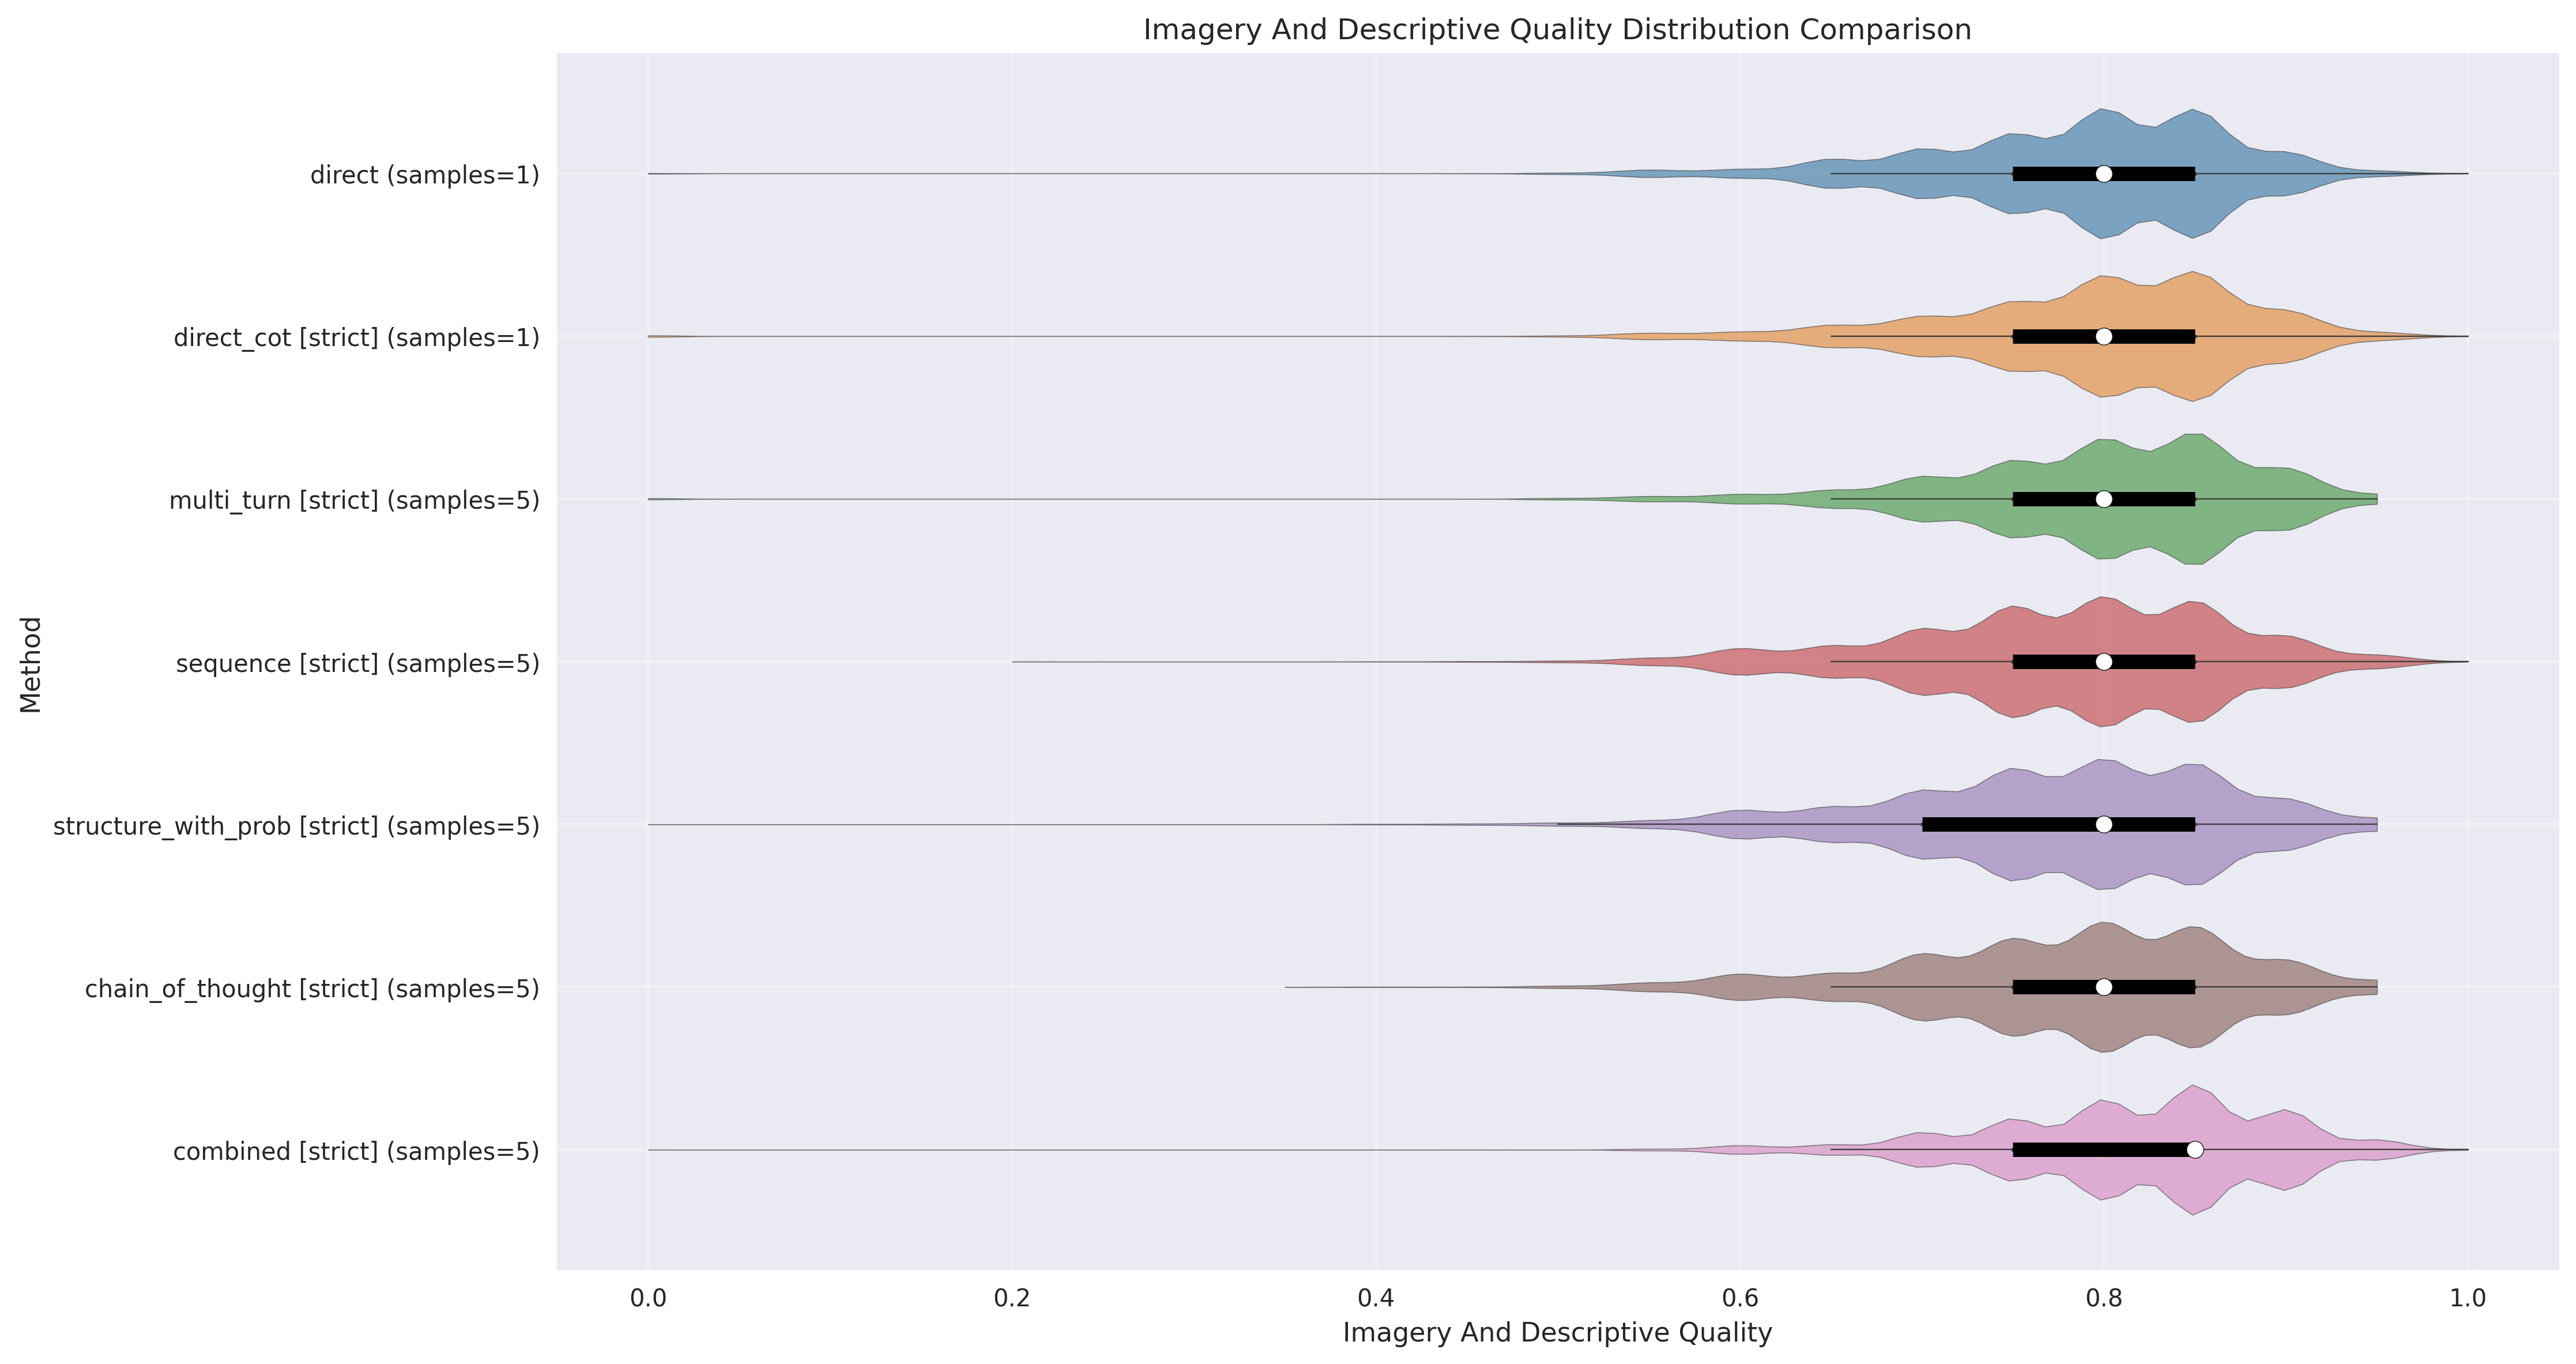 Imagery And Descriptive Quality Distribution Comparison
direct (samples=1)
direct_cot [strict] (samples=1)
multi_turn [strict] (samples=5)
sequence [strict] (samples=5)
structure_with_prob [strict] (samples=5)
chain_of_thought [strict] (samples=5)
combined [strict] (samples=5)
Method
0.0 0.2 0.4 0.6 0.8 1.0
Imagery And Descriptive Quality